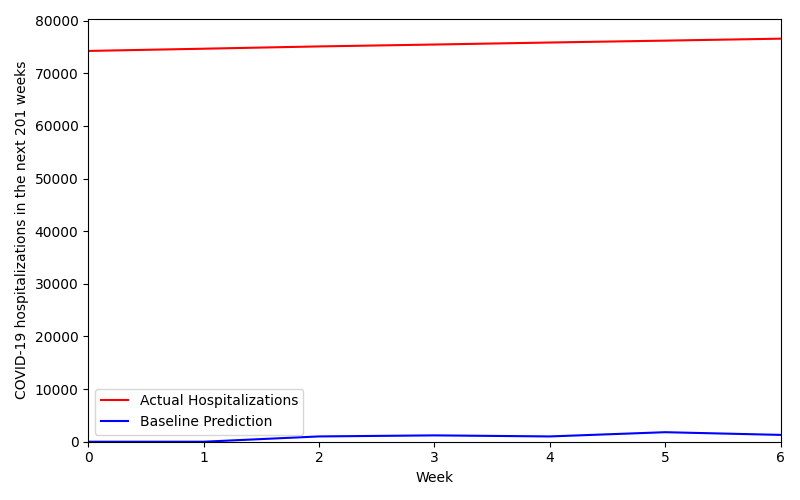 80000
70000
60000
50000
40000
30000
20000
10000
0
COVID-19 hospitalizations in the next 201 weeks
Actual Hospitalizations
Baseline Prediction
0 1 2 3 4 5 6
Week